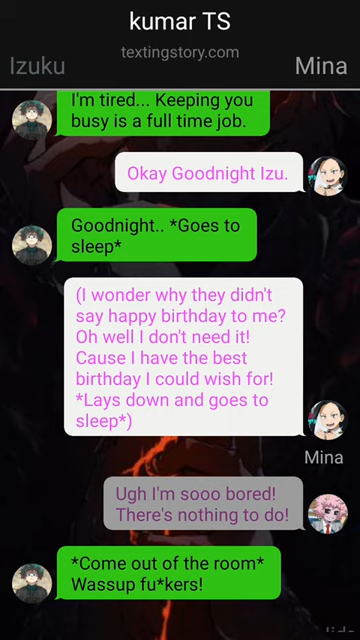 kumar TS
textingstory.com
Izuku
Mina
I'm tired... Keeping you
busy is a full time job.
Okay Goodnight Izu.
Goodnight.. *Goes to
sleep*
(I wonder why they didn't
say happy birthday to me?
Oh well I don't need it!
Cause I have the best
birthday I could wish for!
*Lays down and goes to
sleep*)
Mina
Ugh I'm sooo bored!
There's nothing to do!
*Come out of the room*
Wassup fu*kers!